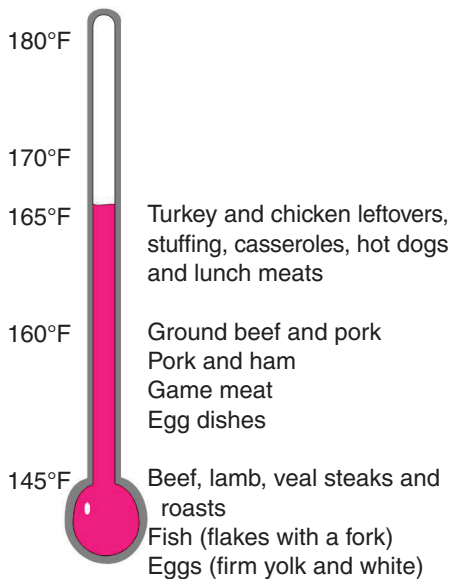 180°F
170°F
165°F Turkey and chicken leftovers,
stuffing, casseroles, hot dogs
and lunch meats
160°F Ground beef and pork
Pork and ham
Game meat
Egg dishes
145°F Beef, lamb, veal steaks and
roasts
Fish (flakes with a fork)
Eggs (firm yolk and white)